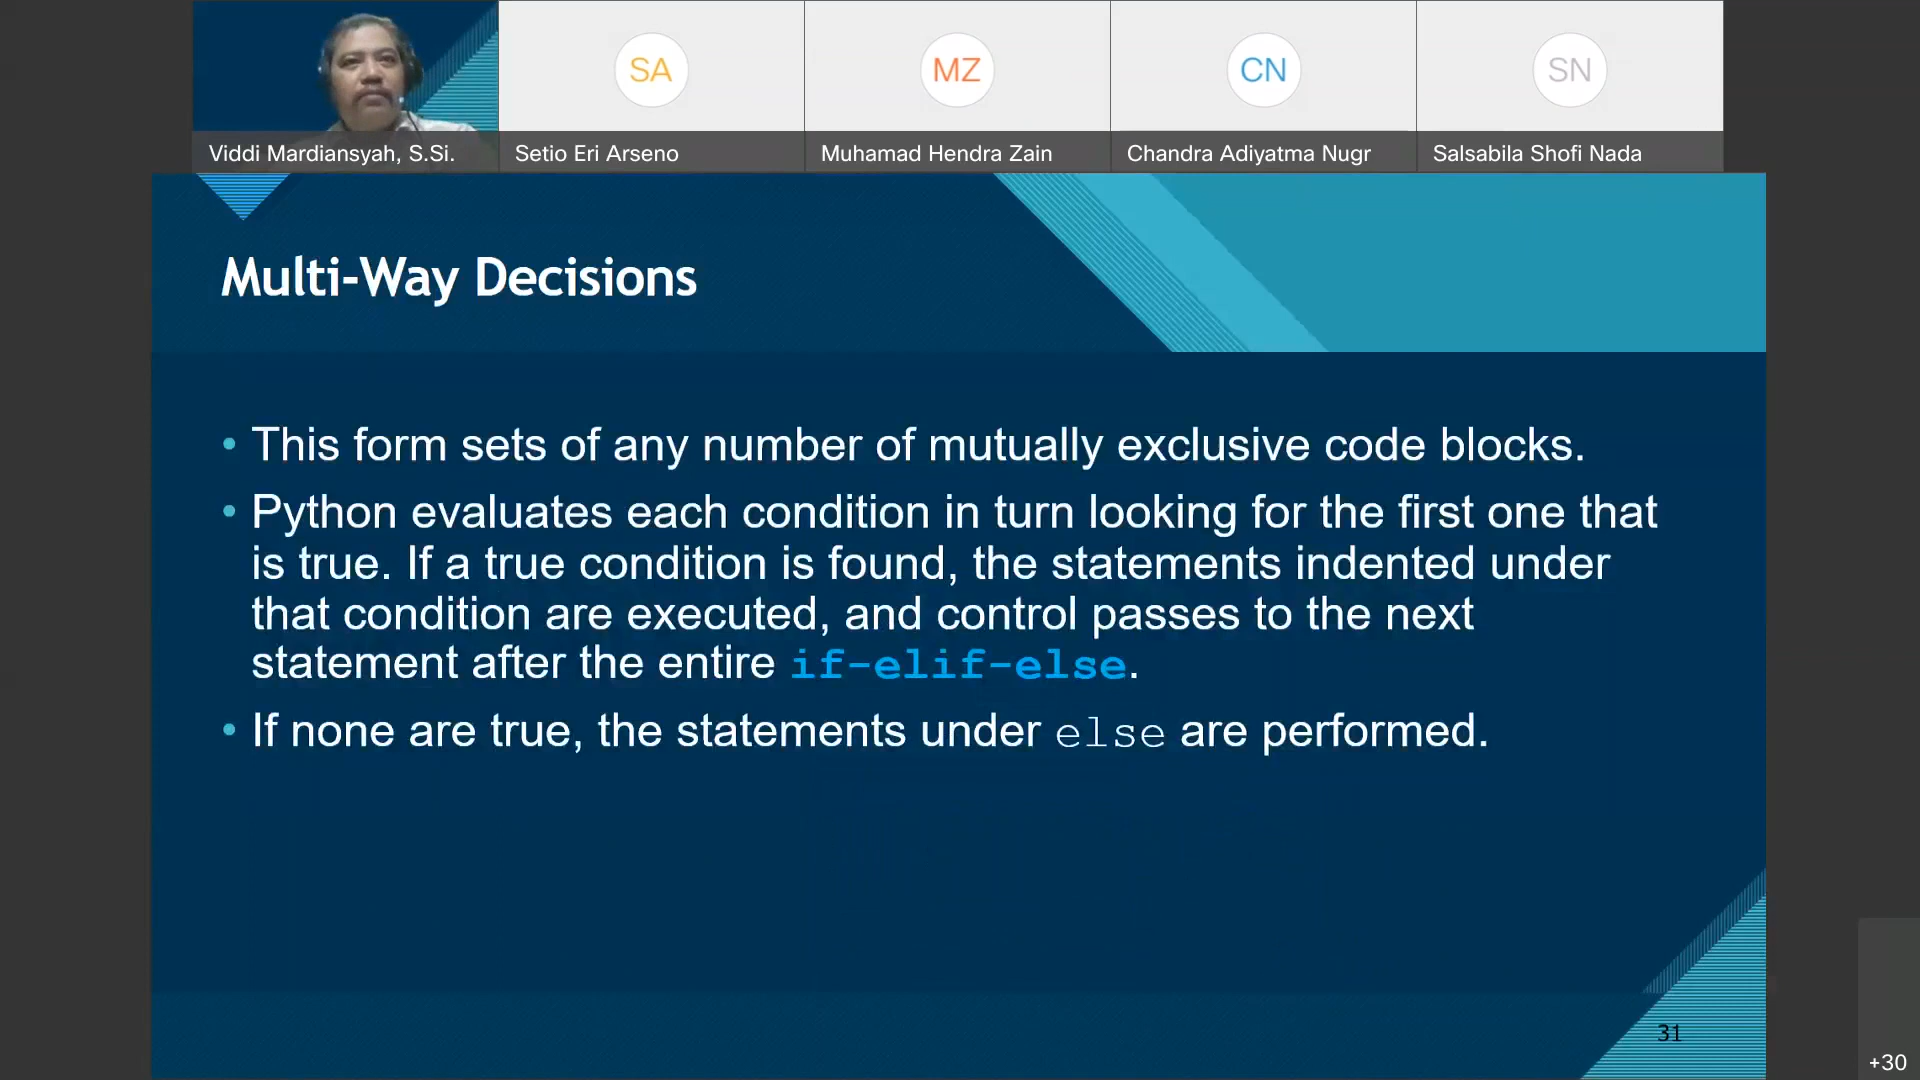 SA
MZ
CN
SN
Viddi Mardiansyah, S.Si.
Setio Eri Arseno
Muhamad Hendra Zain
Chandra Adiyatma Nugr
Salsabila Shofi Nada
Multi-Way Decisions
• This form sets of any number of mutually exclusive code blocks.
• Python evaluates each condition in turn looking for the first one that
is true. If a true condition is found, the statements indented under
that condition are executed, and control passes to the next
statement after the entire if-elif-else.
• If none are true, the statements under else are performed.
31
+30